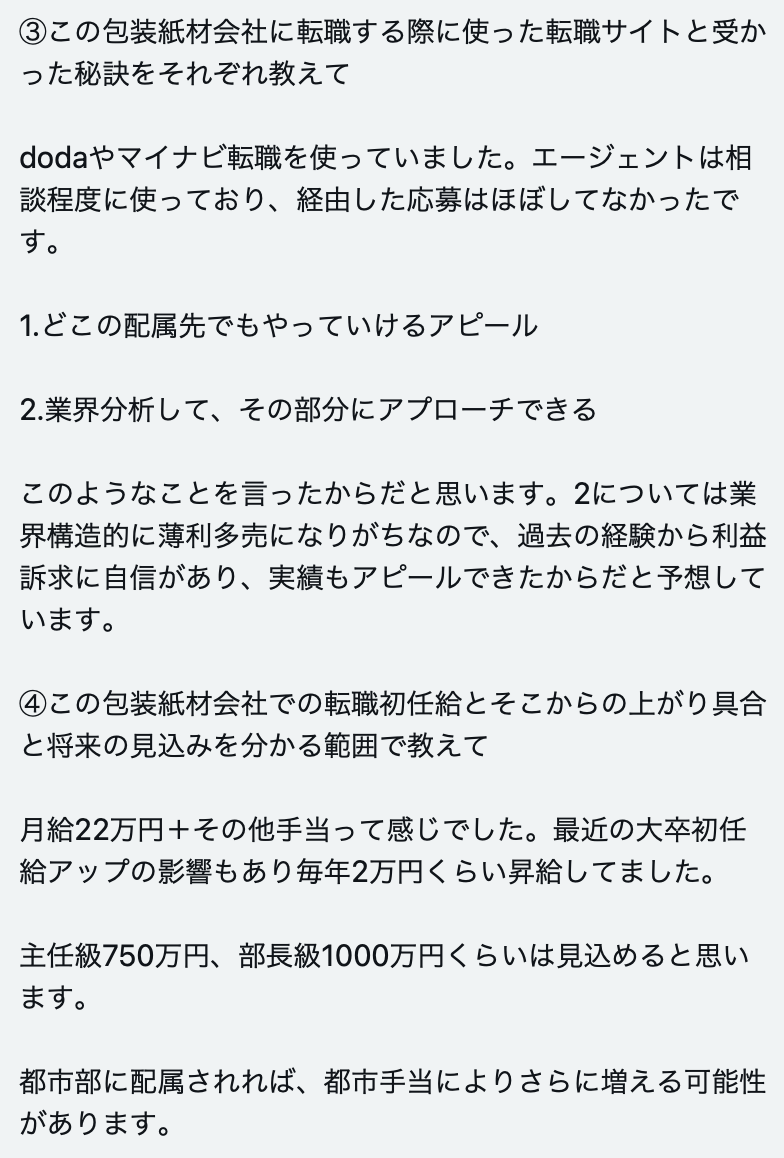 ③この包装紙材会社に転職する際に使った転職サイトと受か
った秘訣をそれぞれ教えて
dodaやマイナビ転職を使っていました。エージェントは相
談程度に使っており、経由した応募はほぼしてなかったで
す。
1.どこの配属先でもやっていけるアピール
2.業界分析して、その部分にアプローチできる
このようなことを言ったからだと思います。2については業
界構造的に薄利多売になりがちなので、過去の経験から利益
訴求に自信があり、実績もアピールできたからだと予想して
います。
④この包装紙材会社での転職初任給とそこからの上がり具合
と将来の見込みを分かる範囲で教えて
月給22万円＋その他手当って感じでした。最近の大卒初任
給アップの影響もあり毎年2万円くらい昇給してました。
主任級750万円、部長級1000万円くらいは見込めると思い
ます。
都市部に配属されれば、都市手当によりさらに増える可能性
があります。